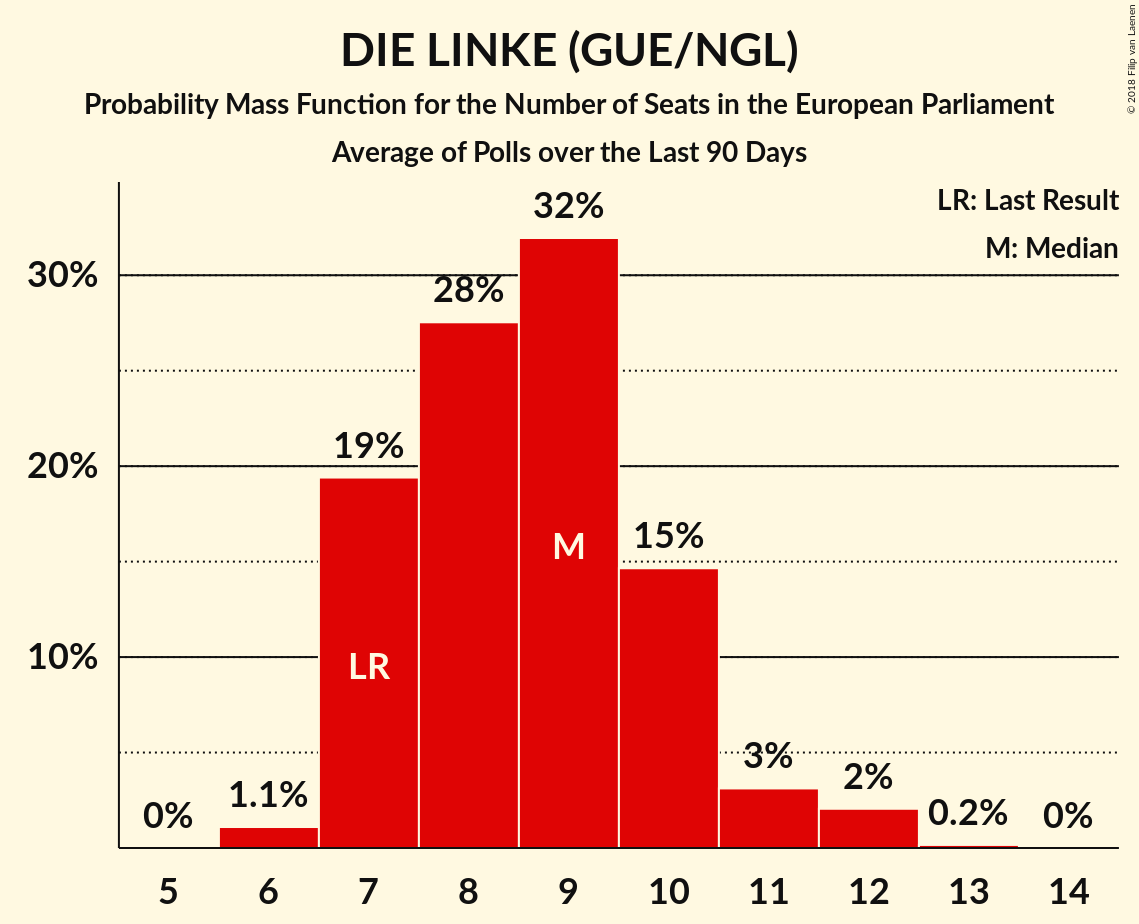 DIE LINKE (GUE/NGL)
Probability Mass Function for the Number of Seats in the European Parliament
Average of Polls over the Last 90 Days
© 2018 Filip van Laenen
LR: Last Result
M: Median
30%
20%
10%
0%
1.1%
19%
28%
32%
15%
3%
2%
0.2%
0%
LR
M
5 6 7 8 9 10 11 12 13 14